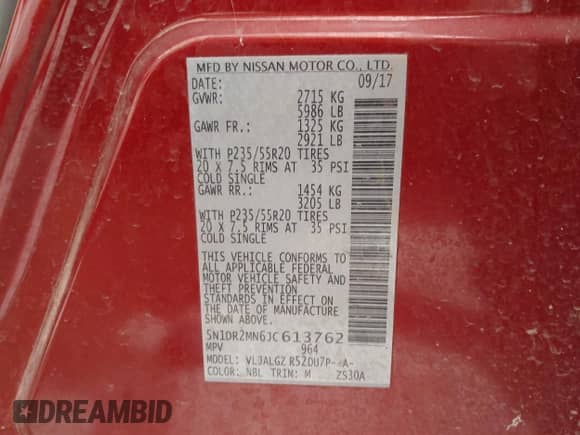 MFD BY NISSAN MOTOR CO., LTD.
DATE: 09/17
GVWR: 2715 KG
5986 LB
GAWR FR.: 1325 KG
2921 LB
WITH P235/55R20 TIRES
20 X 7.5 RIMS AT 35 PSI
COLD SINGLE
GAWR RR.: 1454 KG
3205 LB
WITH P235/55R20 TIRES
20 X 7.5 RIMS AT 35 PSI
COLD SINGLE
THIS VEHICLE CONFORMS TO
ALL APPLICABLE FEDERAL
MOTOR VEHICLE SAFETY AND
THEFT PREVENTION
STANDARDS IN EFFECT ON
THE DATE OF MANUFACTURE
SHOWN ABOVE.
5N1DR2MN6JC613762
MPV 964
MODEL: VLJALGZ R52DU7P- -A-
COLOR: NBL TRIM: M ZS30A
DREAMBID